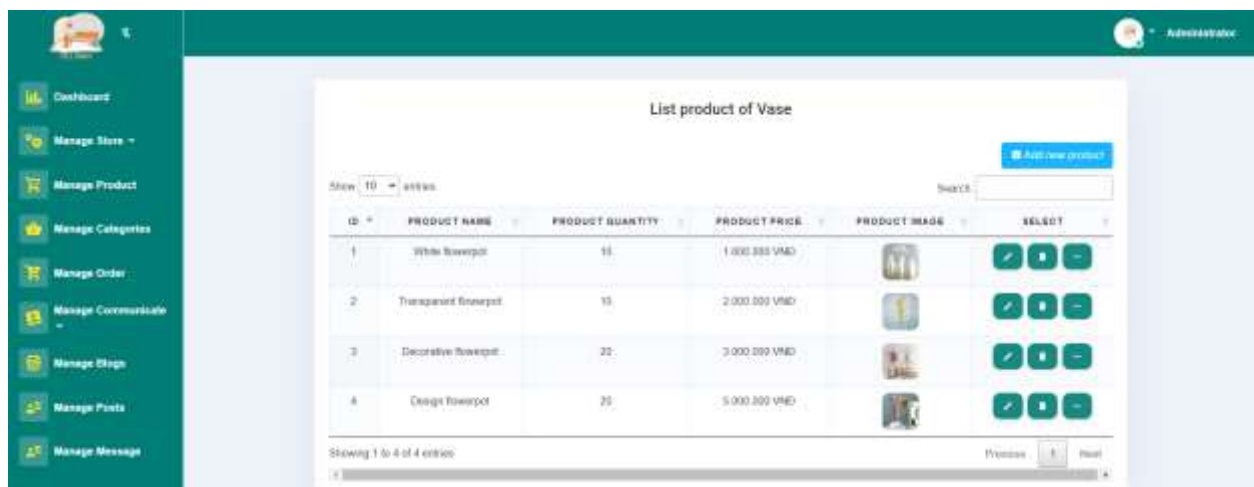 Administrator
Dashboard
Manage Store
Manage Product
Manage Categories
Manage Order
Manage Communicate
Manage Blogs
Manage Posts
Manage Message
List product of Vase
Add new product
Show 10 entries
Search
ID PRODUCT NAME PRODUCT QUANTITY PRODUCT PRICE PRODUCT IMAGE SELECT
1 White flowerpot 1.000.000 VND
2 Transparent flowerpot 10 2.000.000 VND
3 Decorative flowerpot 20 3.000.000 VND
4 Design flowerpot 20 5.000.000 VND
Showing 1 to 4 of 4 entries
Previous 1 Next